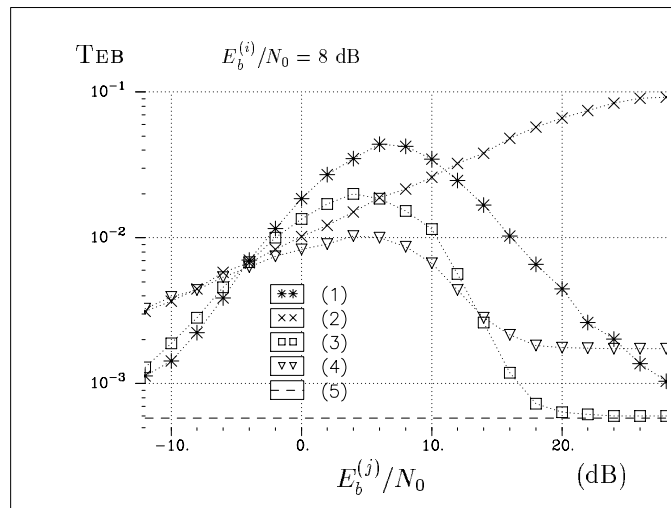 TEB
E_b^{(i)}/N_0 = 8 dB
10^{-1}
10^{-2}
10^{-3}
(1)
(2)
(3)
(4)
(5)
-10. 0. 10. 20.
E_b^{(j)}/N_0 (dB)